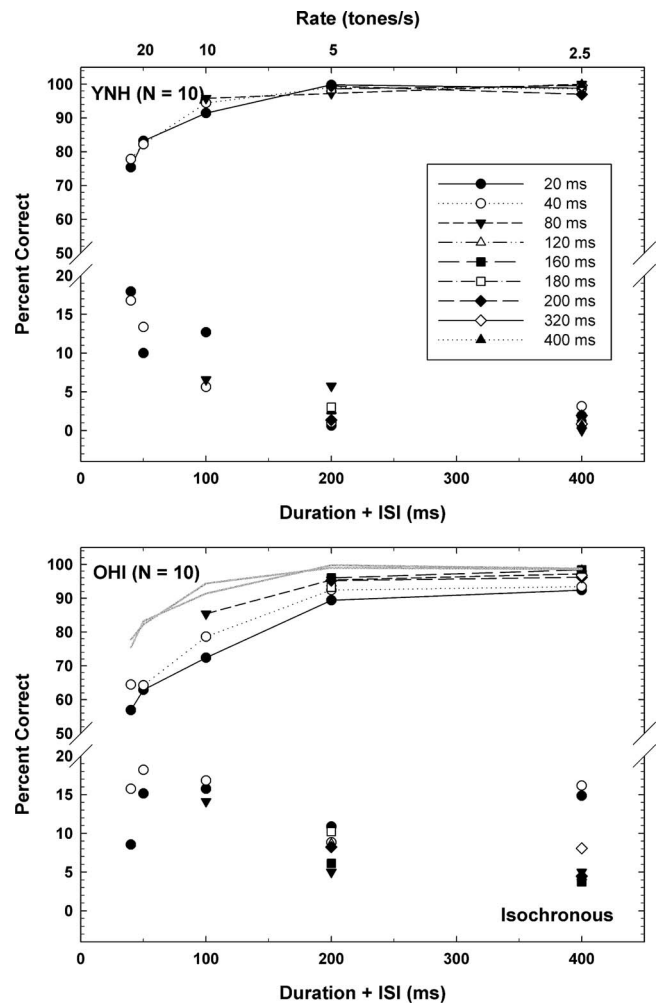 Rate (tones/s)
20 10 5 2.5
YNH (N = 10)
100
90
80
70
60
50
20
15
10
5
0
Percent Correct
20 ms
40 ms
80 ms
120 ms
160 ms
180 ms
200 ms
320 ms
400 ms
0 100 200 300 400
Duration + ISI (ms)
OHI (N = 10)
100
90
80
70
60
50
20
15
10
5
0
Percent Correct
Isochronous
0 100 200 300 400
Duration + ISI (ms)